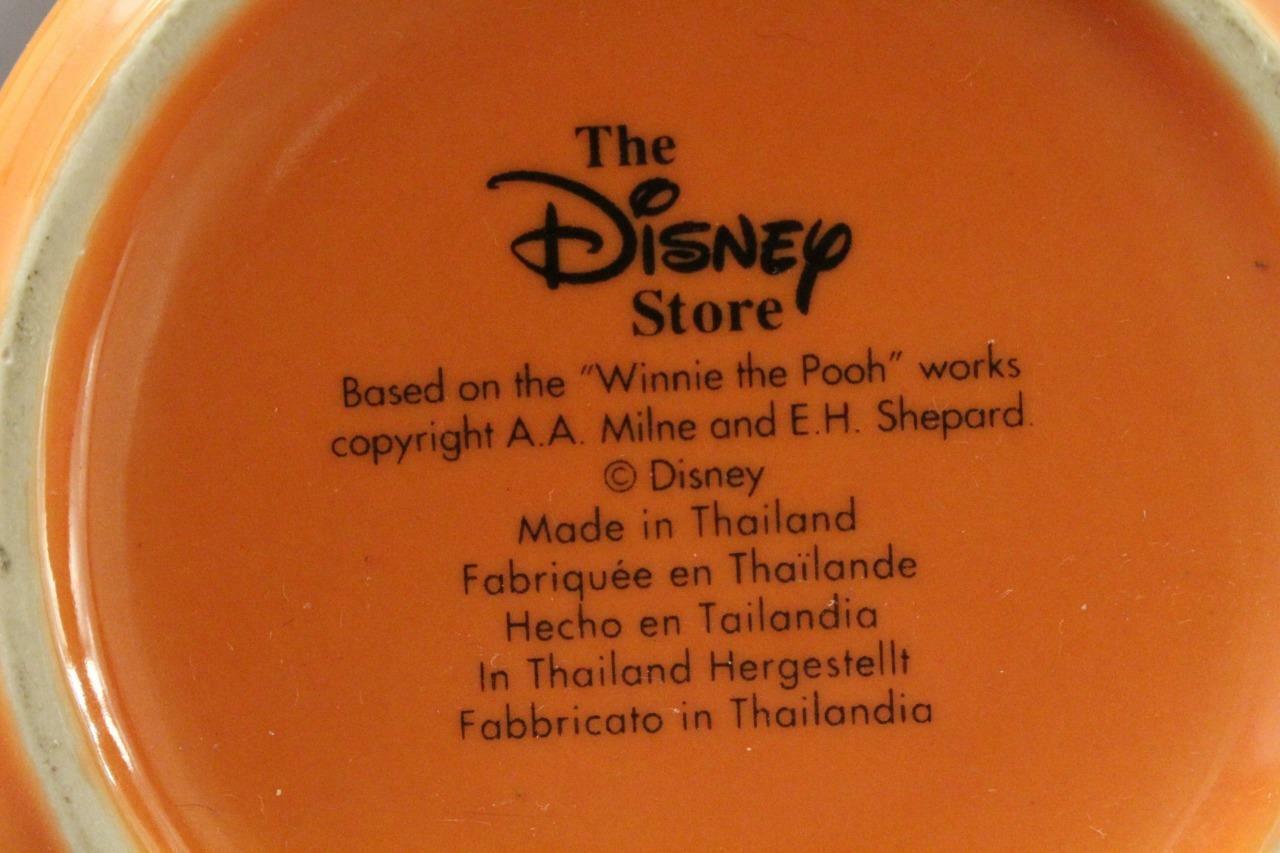 The
Disney
Store
Based on the "Winnie the Pooh" works
copyright A.A. Milne and E.H. Shepard.
© Disney
Made in Thailand
Fabriquée en Thaïlande
Hecho en Tailandia
In Thailand Hergestellt
Fabbricato in Thailandia